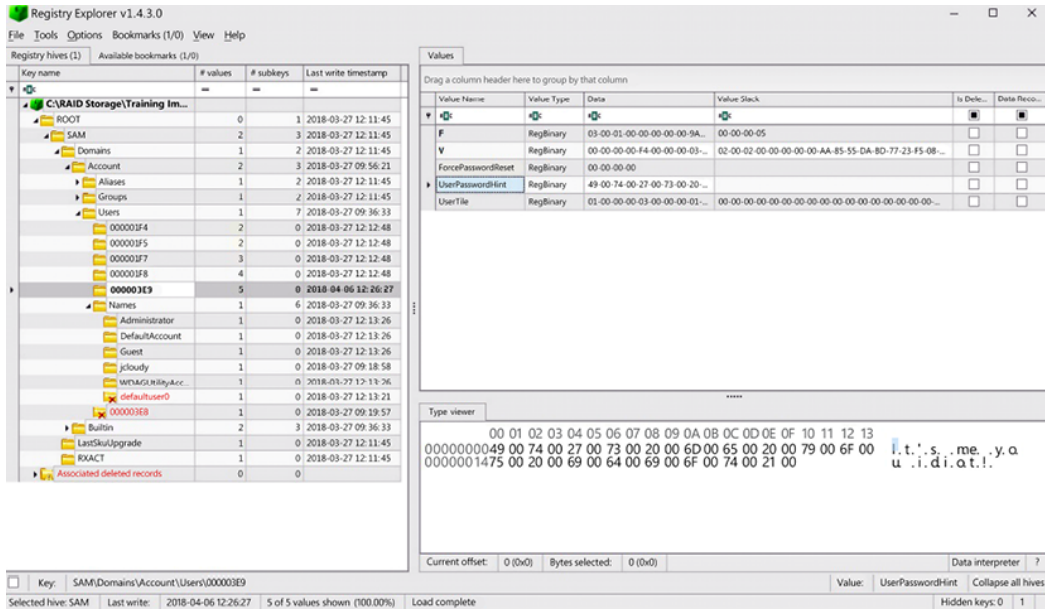 Registry Explorer v1.4.3.0
File Tools Options Bookmarks (1/0) View Help
Registry hives (1) Available bookmarks (1/0)
Key name # values # subkeys Last write timestamp
= = =
C:\RAID Storage\Training Im...
ROOT 0 1 2018-03-27 12:11:45
SAM 2 3 2018-03-27 12:11:45
Domains 1 2 2018-03-27 12:11:45
Account 2 3 2018-03-27 09:56:21
Aliases 1 2 2018-03-27 12:11:45
Groups 1 2 2018-03-27 12:11:45
Users 1 7 2018-03-27 09:36:33
000001F4 2 0 2018-03-27 12:12:48
000001F5 2 0 2018-03-27 12:12:48
000001F7 3 0 2018-03-27 12:12:48
000001F8 4 0 2018-03-27 12:12:48
000003E9 5 0 2018-04-06 12:26:27
Names 1 6 2018-03-27 09:36:33
Administrator 1 0 2018-03-27 12:13:26
DefaultAccount 1 0 2018-03-27 12:13:26
Guest 1 0 2018-03-27 12:13:26
jcloudy 1 0 2018-03-27 09:18:58
WDAGUtilityAcc... 1 0 2018-03-27 12:13:26
defaultuser0 1 0 2018-03-27 12:13:21
000003E8 1 0 2018-03-27 09:19:57
Builtin 2 3 2018-03-27 09:36:33
LastSkuUpgrade 1 0 2018-03-27 12:11:45
RXACT 1 0 2018-03-27 12:11:45
Associated deleted records 0 0
Values
Drag a column header here to group by that column
Value Name Value Type Data Value Slack Is Dele... Data Reco...
F RegBinary 03-00-01-00-00-00-00-00-9A... 00-00-00-05
V RegBinary 00-00-00-00-F4-00-00-00-03-... 02-00-02-00-00-00-00-00-AA-85-55-DA-BD-77-23-F5-08-...
ForcePasswordReset RegBinary 00-00-00-00
UserPasswordHint RegBinary 49-00-74-00-27-00-73-00-20-...
UserTile RegBinary 01-00-00-00-03-00-00-00-01-... 00-00-00-00-00-00-00-00-00-00-00-00-00-00-00-00-00-...
Type viewer
00 01 02 03 04 05 06 07 08 09 0A 0B 0C 0D 0E 0F 10 11 12 13
00000000 49 00 74 00 27 00 73 00 20 00 6D 00 65 00 20 00 79 00 6F 00 I.t.'.s. .me. .y.o
00000014 75 00 20 00 69 00 64 00 69 00 6F 00 74 00 21 00 u .i.d.i.o.t.!.
Current offset: 0 (0x0) Bytes selected: 0 (0x0) Data interpreter ?
Key: SAM\Domains\Account\Users\000003E9 Value: UserPasswordHint Collapse all hives
Selected hive: SAM Last write: 2018-04-06 12:26:27 5 of 5 values shown (100.00%) Load complete Hidden keys: 0 1